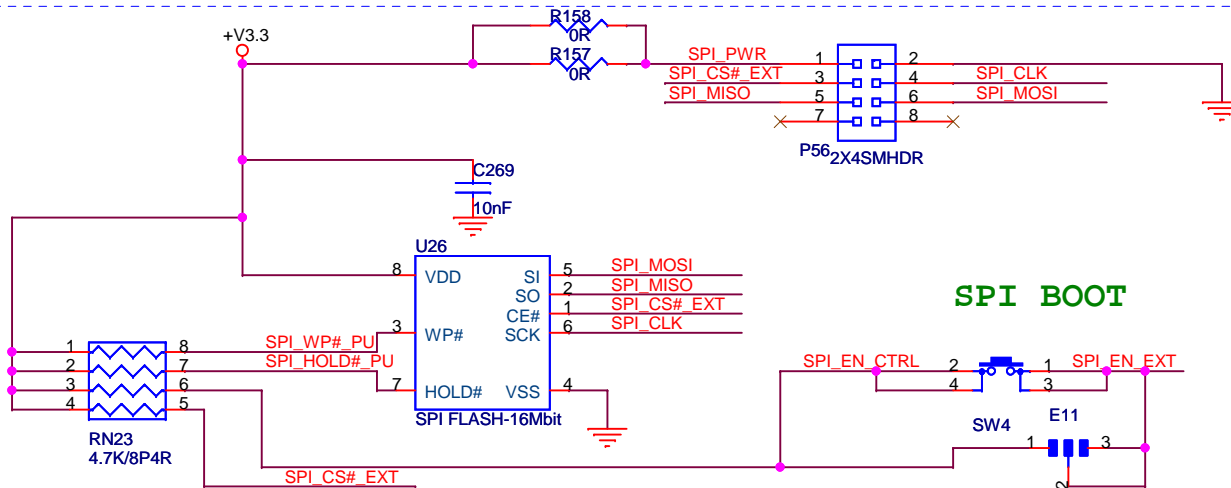 R158
0R
+V3.3
R157
0R
SPI_PWR 1 2
SPI_CS#_EXT 3 4 SPI_CLK
SPI_MISO 5 6 SPI_MOSI
7 8
P56 2X4SMHDR
C269
10nF
U26
8 VDD SI 5 SPI_MOSI
SO 2 SPI_MISO
CE# 1 SPI_CS#_EXT
3 WP# SCK 6 SPI_CLK
SPI BOOT
1 8 SPI_WP#_PU
2 7 SPI_HOLD#_PU
3 6
4 5
7 HOLD# VSS 4
SPI FLASH-16Mbit
SPI_EN_CTRL 2 1 SPI_EN_EXT
4 3
SW4 E11
RN23
4.7K/8P4R
1 3
2
SPI_CS#_EXT